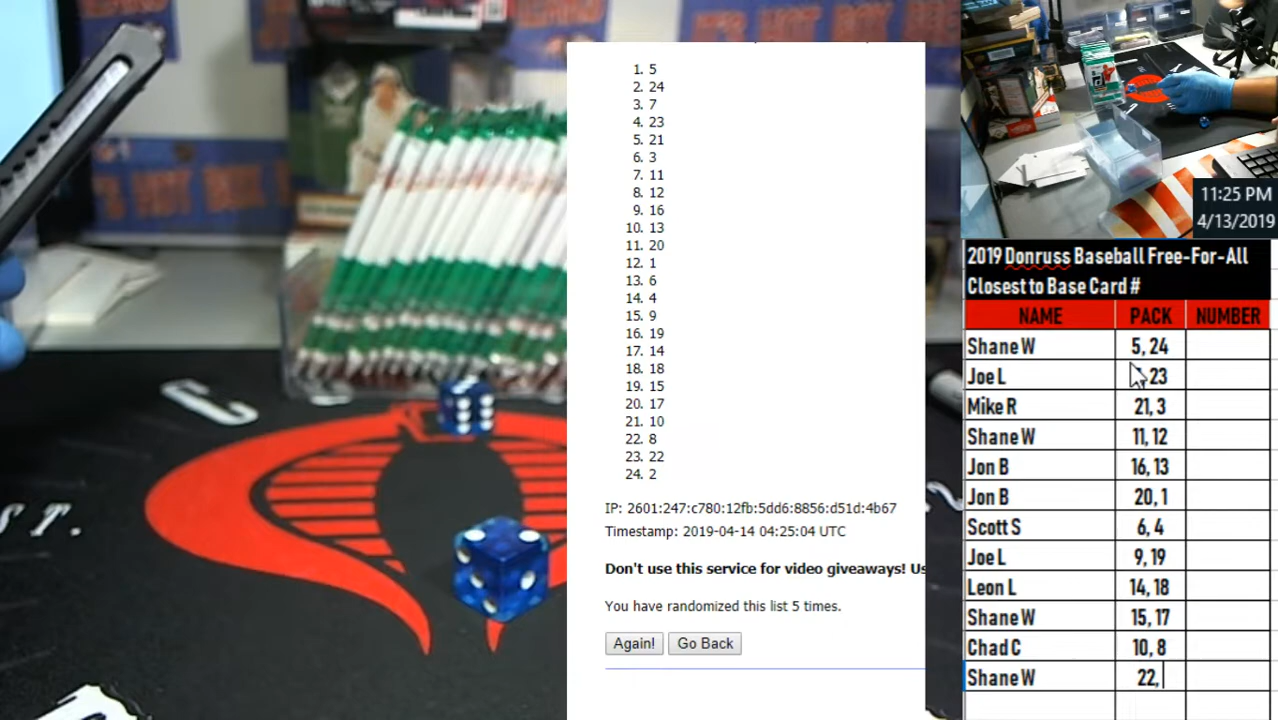 1. 5
2. 24
3. 7
4. 23
5. 21
6. 3
7. 11
8. 12
9. 16
10. 13
11. 20
12. 1
13. 6
14. 4
15. 9
16. 19
17. 14
18. 18
19. 15
20. 17
21. 10
22. 8
23. 22
24. 2
IP: 2601:247:c780:12fb:5dd6:8856:d51d:4b67
Timestamp: 2019-04-14 04:25:04 UTC
Don't use this service for video giveaways! Us
You have randomized this list 5 times.
Again! Go Back
11:25 PM
4/13/2019
2019 Donruss Baseball Free-For-All
Closest to Base Card #
NAME PACK NUMBER
Shane W 5, 24
Joe L 23
Mike R 21, 3
Shane W 11, 12
Jon B 16, 13
Jon B 20, 1
Scott S 6, 4
Joe L 9, 19
Leon L 14, 18
Shane W 15, 17
Chad C 10, 8
Shane W 22,
C
ST.